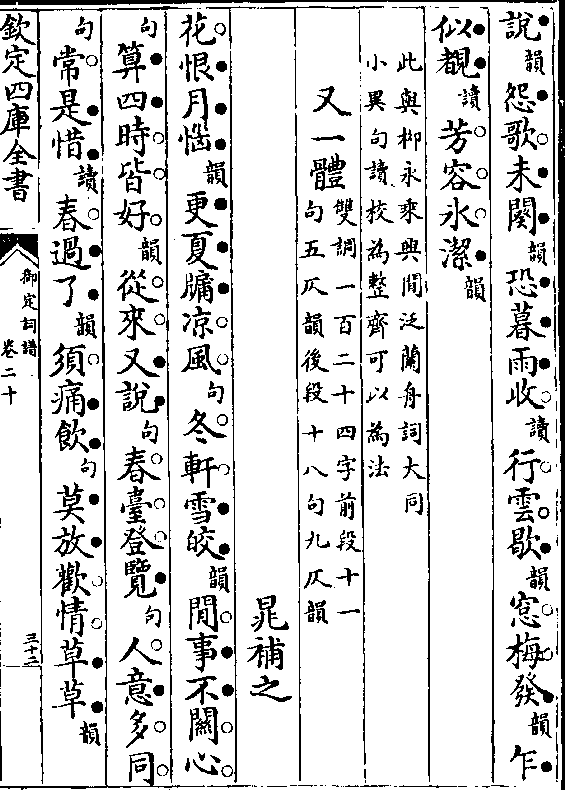 說韻怨歌未闋韻恐暮雨收讀行雲歇韻窓梅發韻乍
似覩讀芳容氷潔韻
此與柳永乘興閒泛蘭舟詞大同
小異句讀校為整齊可以為法
又一體雙調一百二十四字前段十一
句五仄韻後段十八句九仄韻
晁補之
花恨月惱韻更夏牖凉風句冬軒雪皎韻閒事不關心
句算四時皆好韻從來又說句春臺登覽句人意多同
句常是惜讀春過了韻須痛飲句莫放歡情草草韻
欽定四庫全書
御定詞譜
卷二十
三十三